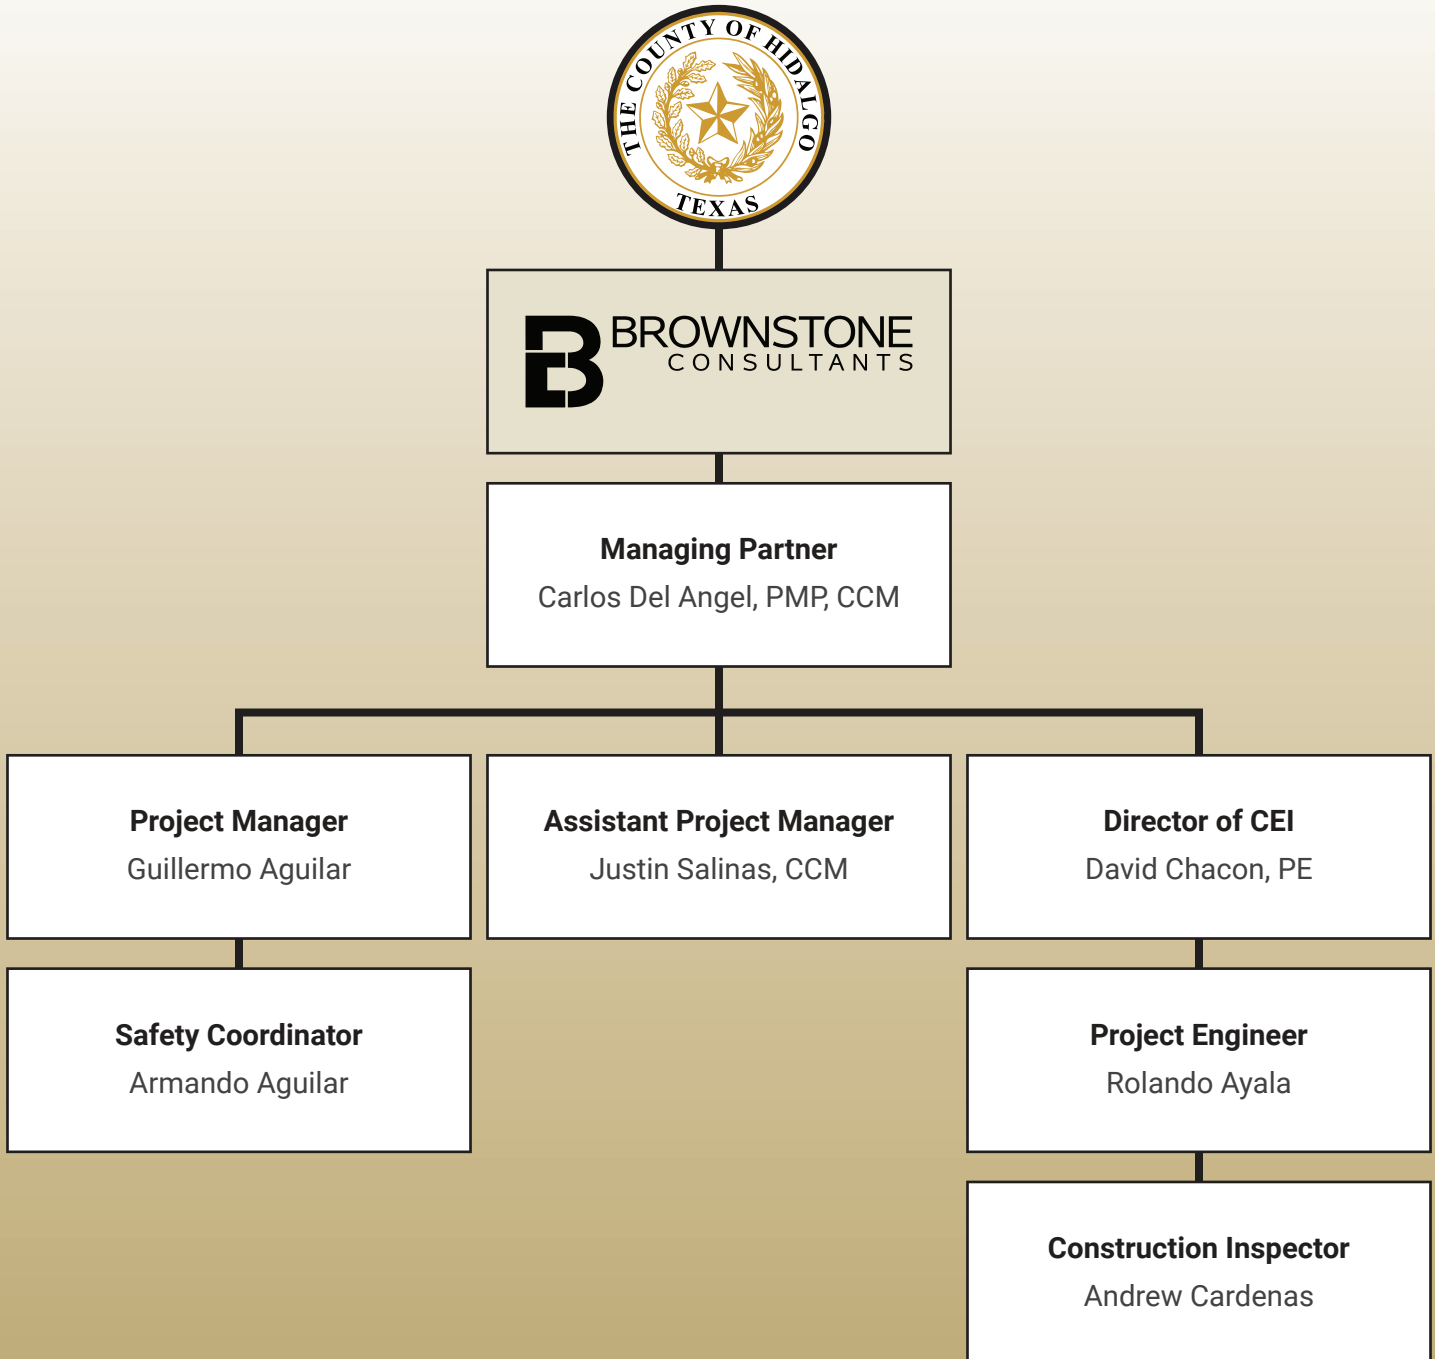 THE COUNTY OF HIDALGO
TEXAS
BROWNSTONE
CONSULTANTS
Managing Partner
Carlos Del Angel, PMP, CCM
Project Manager
Guillermo Aguilar
Assistant Project Manager
Justin Salinas, CCM
Director of CEI
David Chacon, PE
Safety Coordinator
Armando Aguilar
Project Engineer
Rolando Ayala
Construction Inspector
Andrew Cardenas